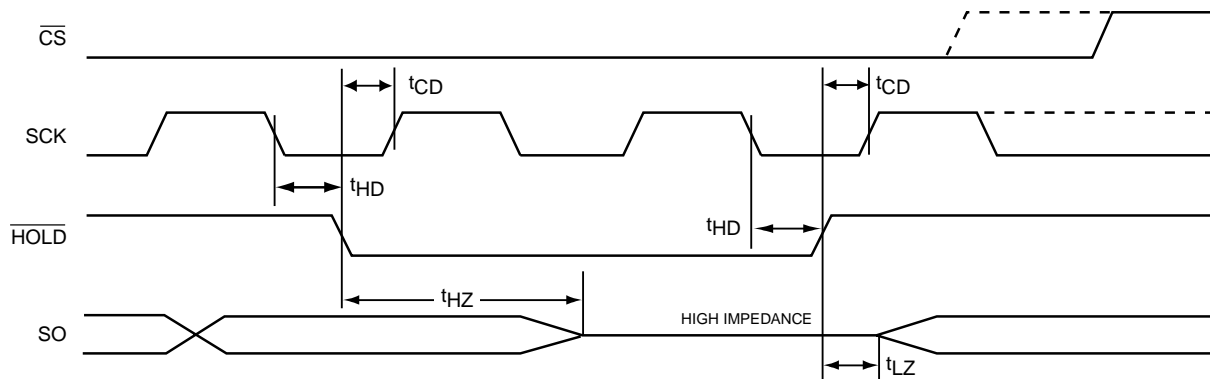 CS
tCD
tCD
SCK
tHD
HOLD
tHD
tHZ
HIGH IMPEDANCE
SO
tLZ